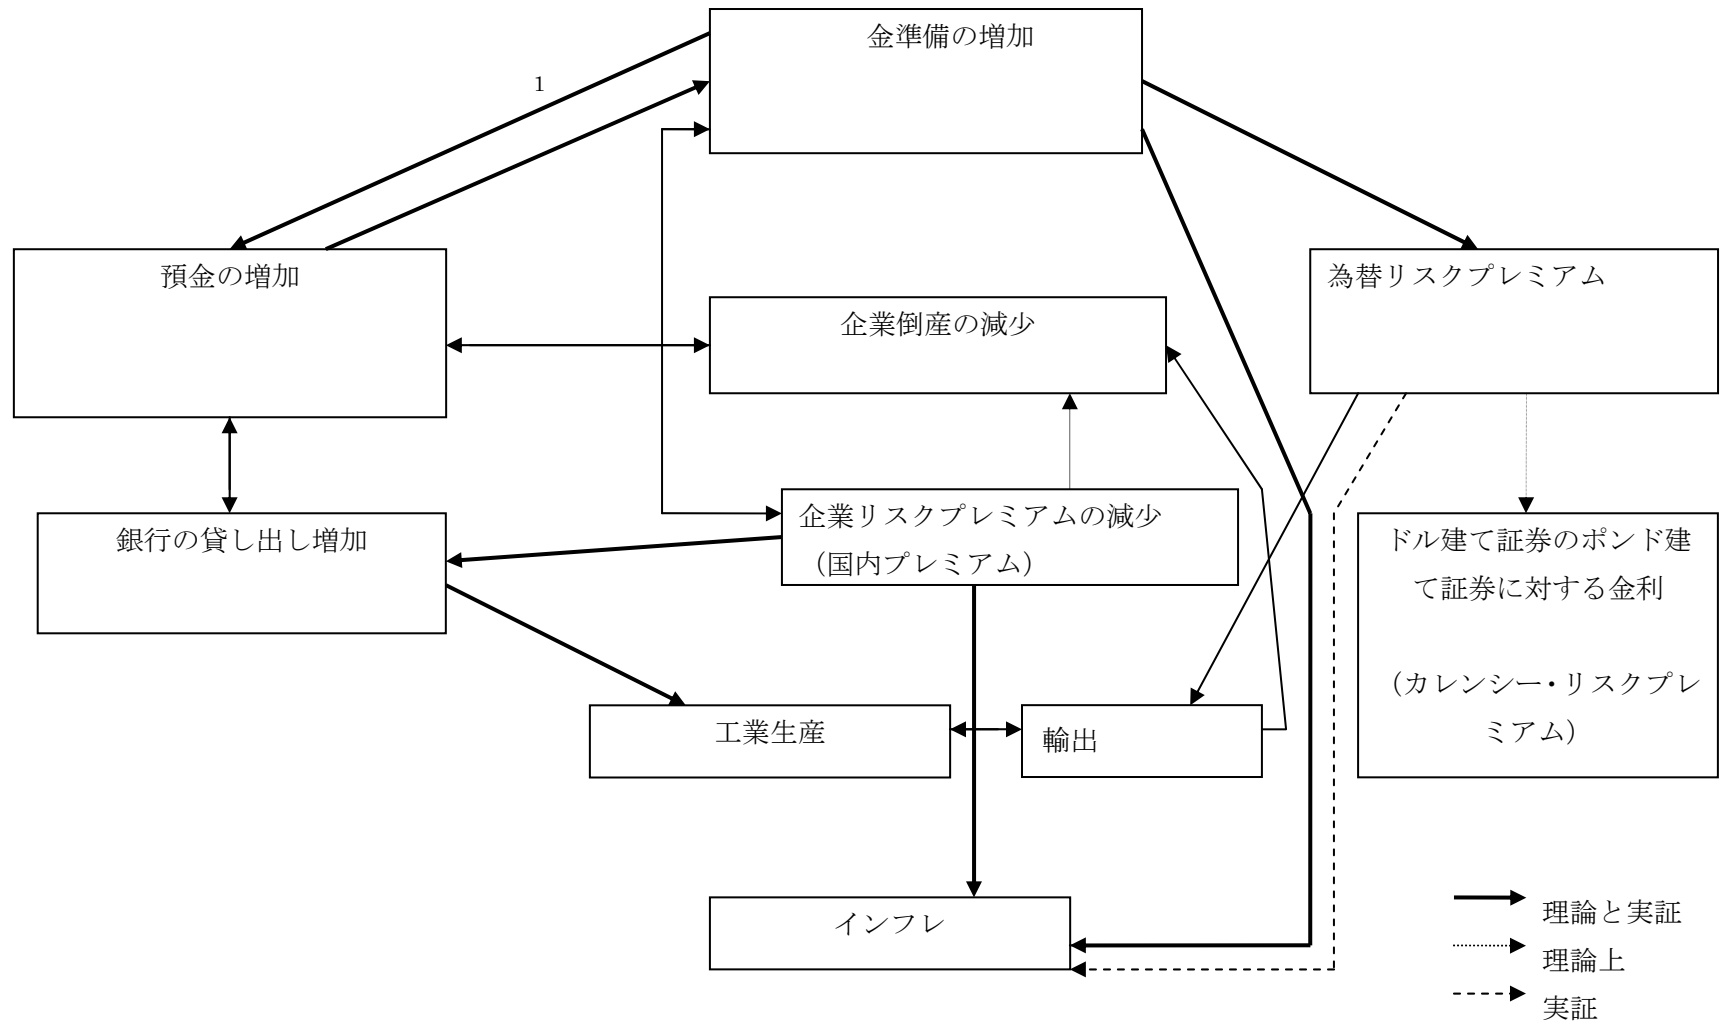 金準備の増加
1
預金の増加
為替リスクプレミアム
企業倒産の減少
企業リスクプレミアムの減少
（国内プレミアム）
銀行の貸し出し増加
ドル建て証券のポンド建
て証券に対する金利
（カレンシー・リスクプレ
ミアム）
工業生産
輸出
インフレ
理論と実証
理論上
実証